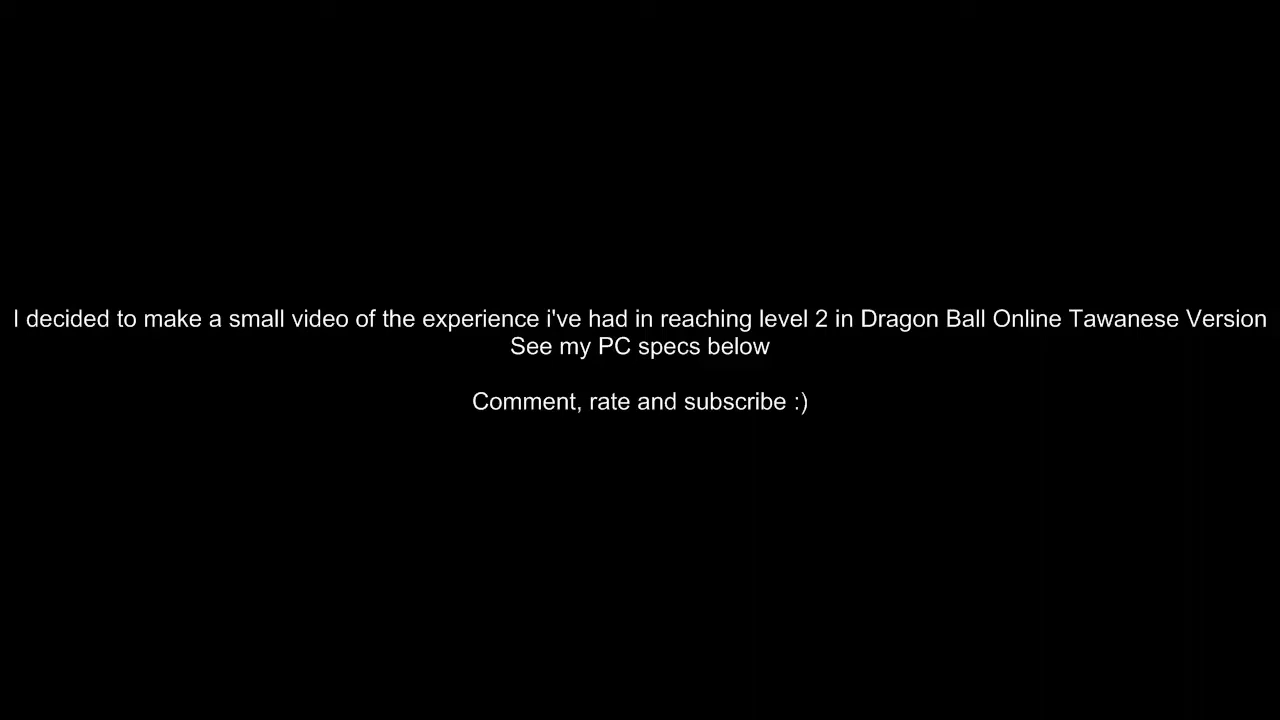 I decided to make a small video of the experience i've had in reaching level 2 in Dragon Ball Online Tawanese Version
See my PC specs below
Comment, rate and subscribe :)